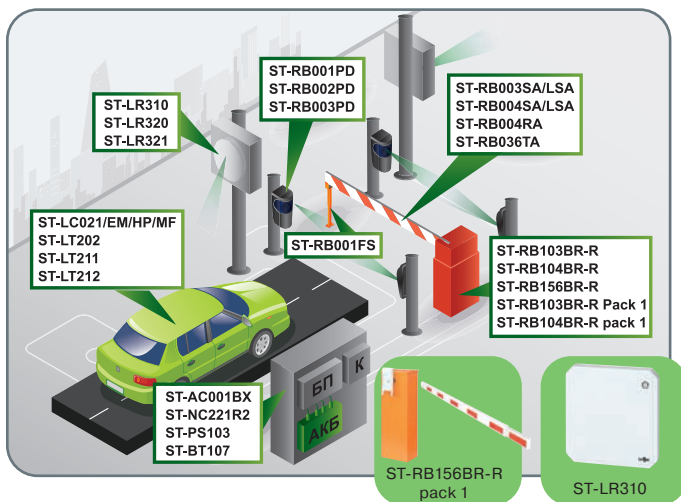 ST-RB001PD
ST-RB002PD
ST-RB003PD
ST-RB003SA/LSA
ST-RB004SA/LSA
ST-RB004RA
ST-RB036TA
ST-LR310
ST-LR320
ST-LR321
ST-LC021/EM/HP/MF
ST-LT202
ST-LT211
ST-LT212
ST-RB001FS
ST-RB103BR-R
ST-RB104BR-R
ST-RB156BR-R
ST-RB103BR-R Pack 1
ST-RB104BR-R pack 1
ST-AC001BX
ST-NC221R2
ST-PS103
ST-BT107
БП
К
АКБ
ST-RB156BR-R
pack 1
ST-LR310